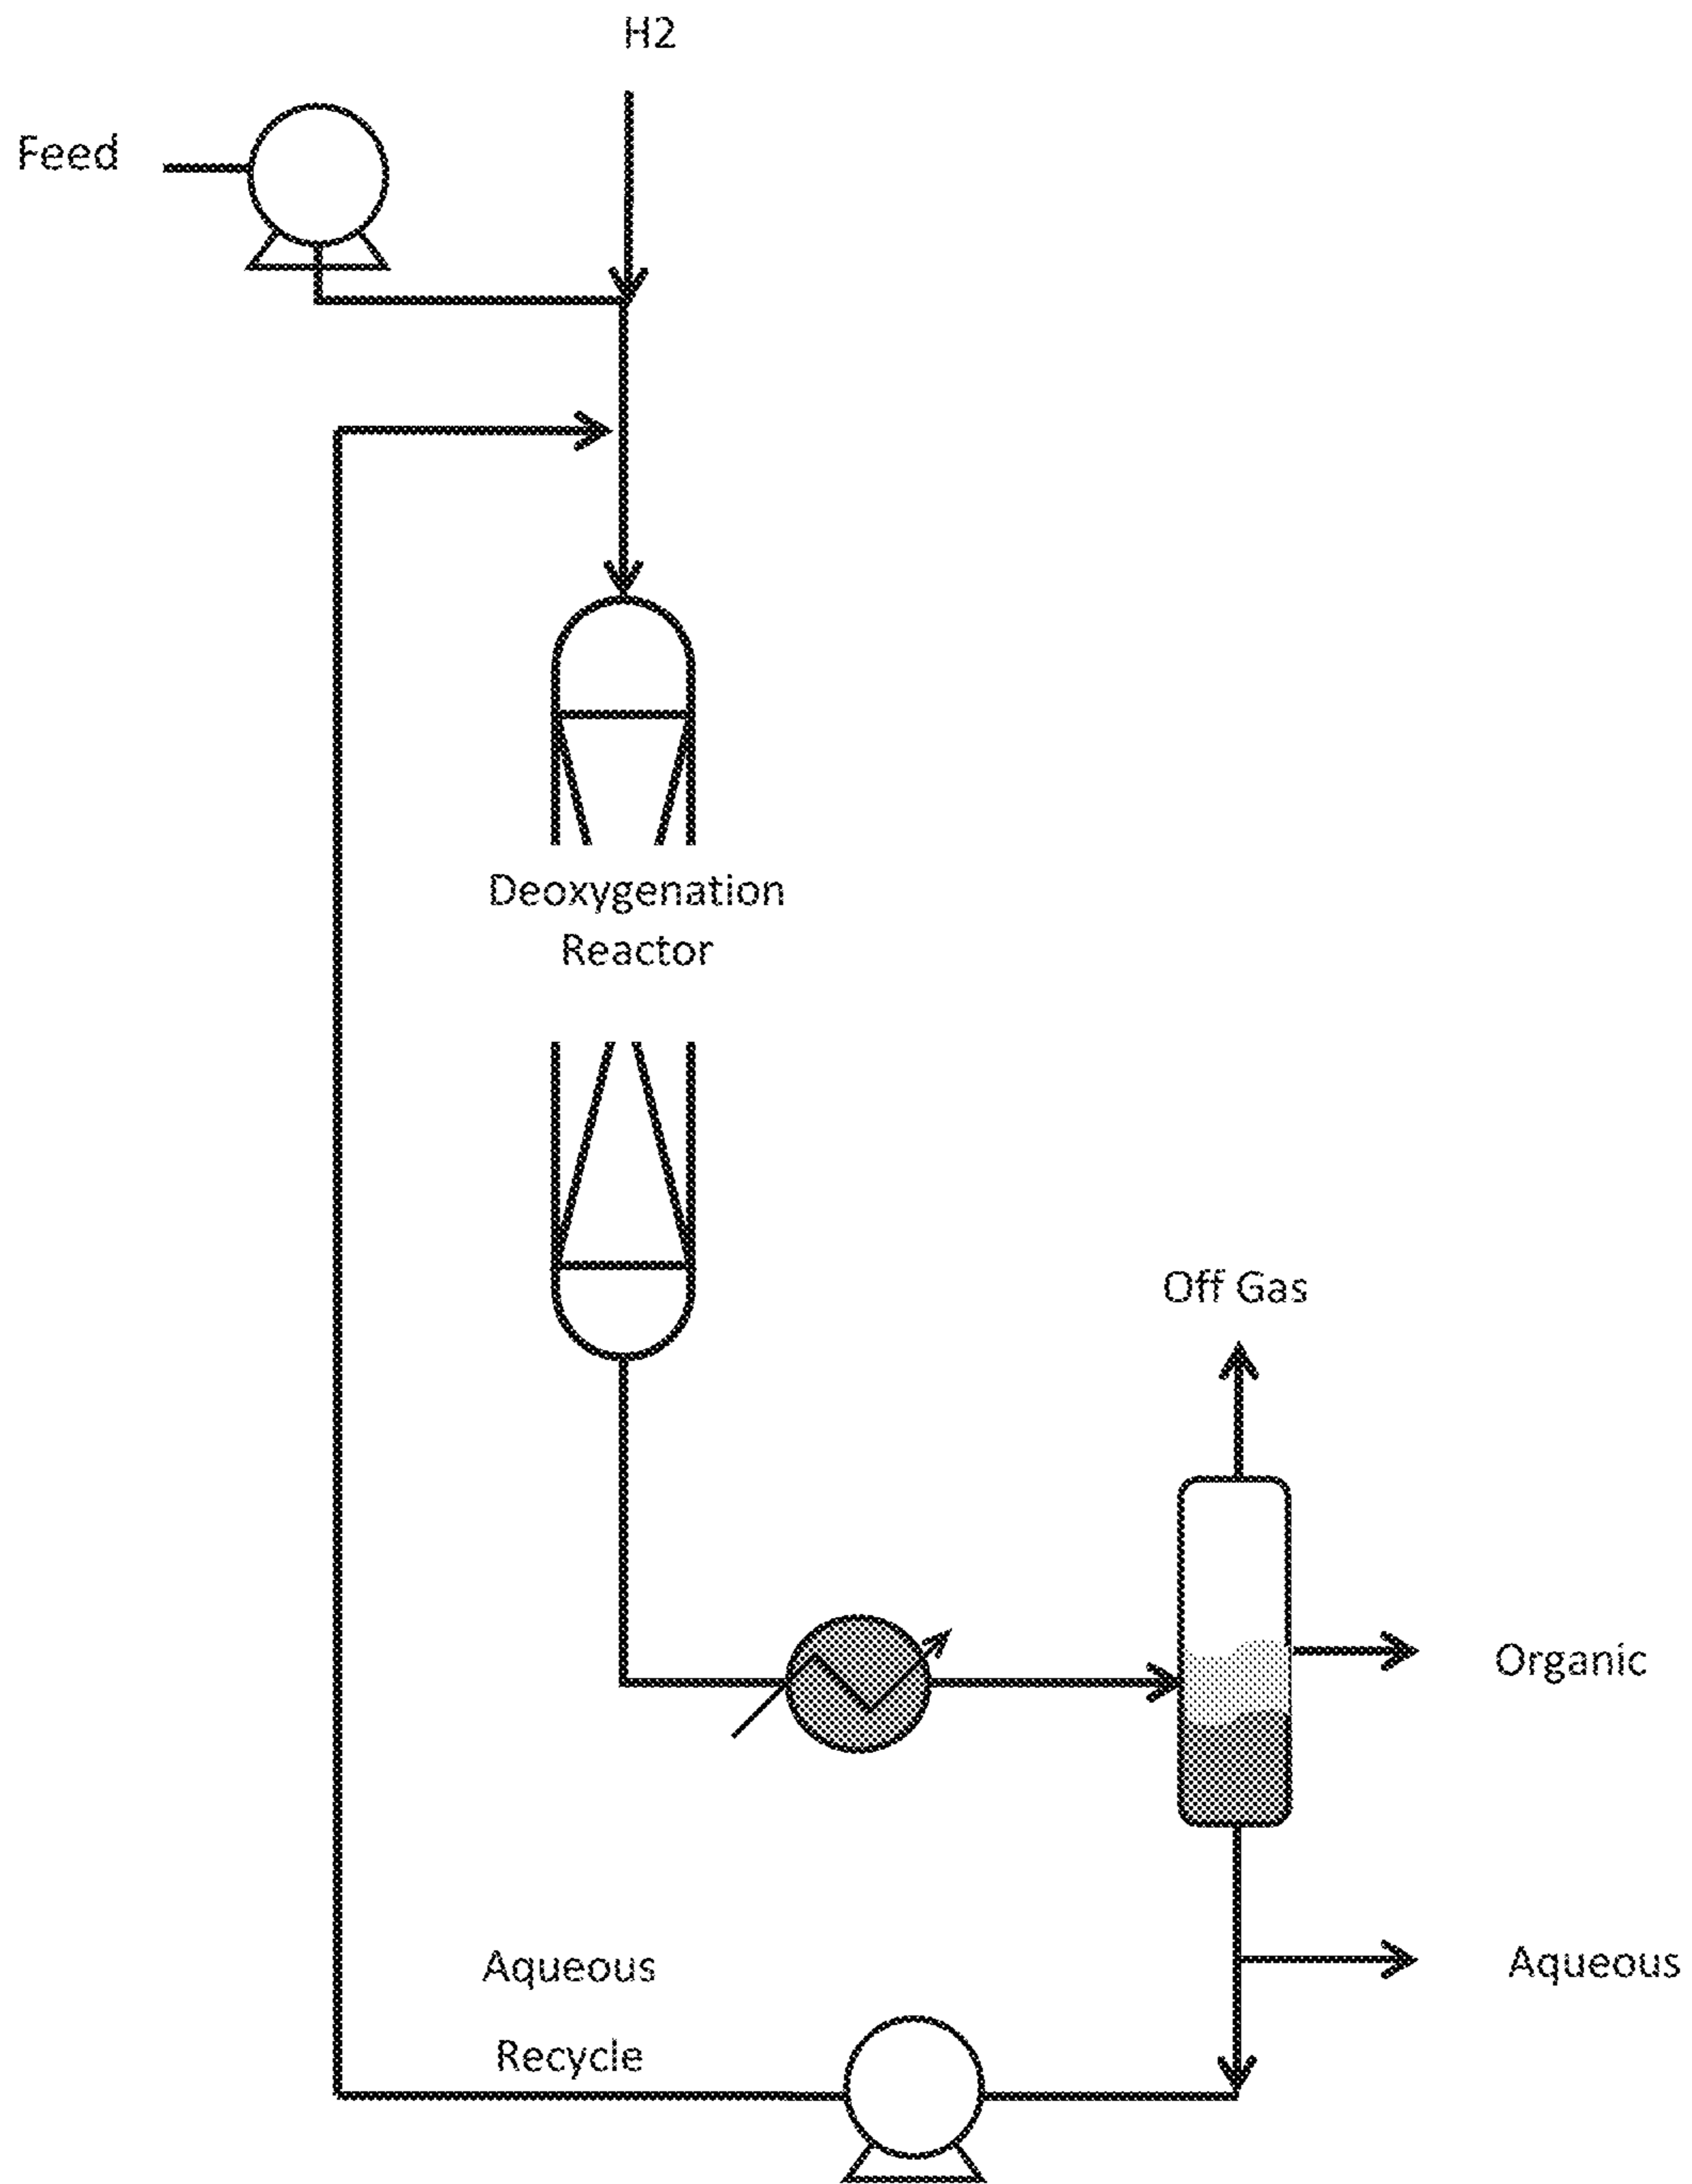 H2
Feed
Deoxygenation
Reactor
Off Gas
Organic
Aqueous
Aqueous
Recycle